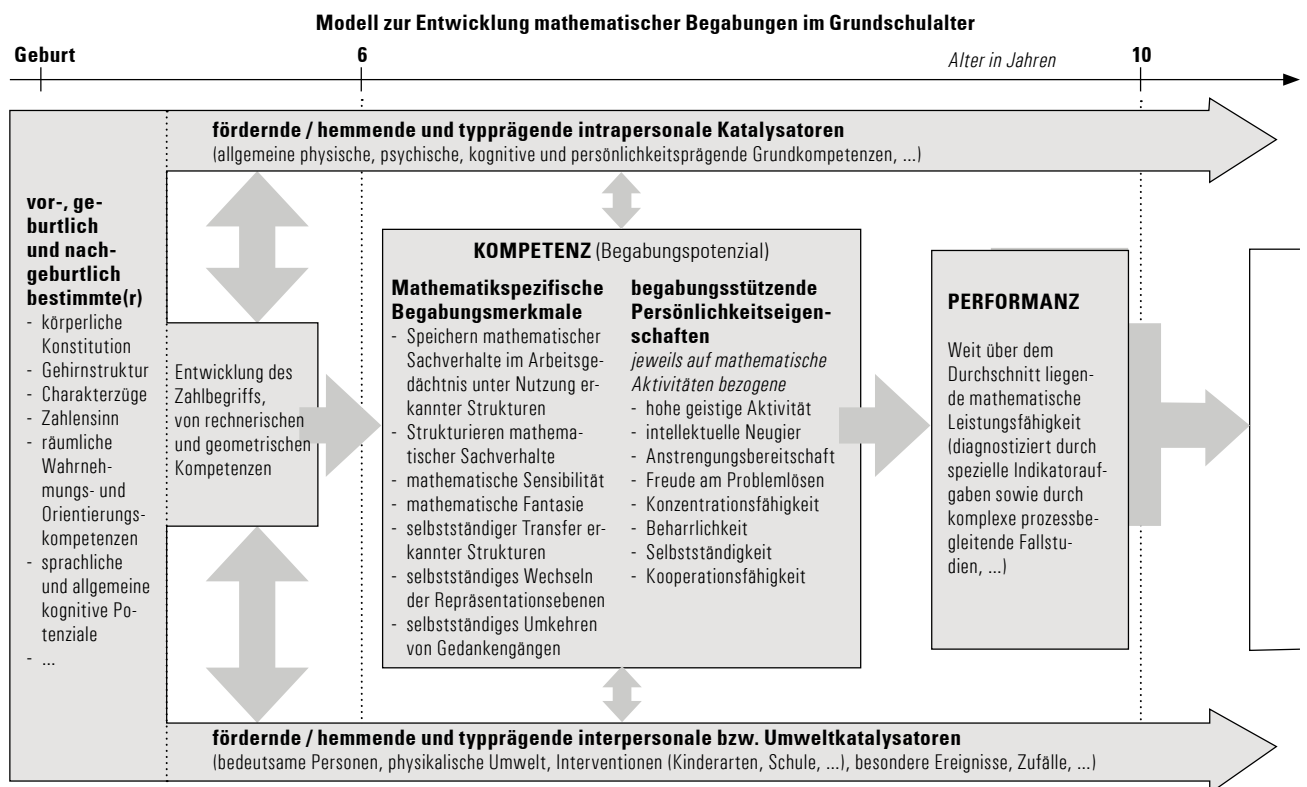 Modell zur Entwicklung mathematischer Begabungen im Grundschulalter
Geburt
6
Alter in Jahren
10
fördernde / hemmende und typprägende intrapersonale Katalysatoren
(allgemeine physische, psychische, kognitive und persönlichkeitsprägende Grundkompetenzen, ...)
vor-, ge-
burtlich
und nach-
geburtlich
bestimmte(r)
- körperliche
Konstitution
- Gehirnstruktur
- Charakterzüge
- Zahlensinn
- räumliche
Wahrneh-
mungs- und
Orientierungs-
kompetenzen
- sprachliche
und allgemeine
kognitive Po-
tenziale
- ...
Entwicklung des
Zahlbegriffs,
von rechnerischen
und geometrischen
Kompetenzen
KOMPETENZ (Begabungspotenzial)
Mathematikspezifische
Begabungsmerkmale
- Speichern mathematischer
Sachverhalte im Arbeitsge-
dächtnis unter Nutzung er-
kannter Strukturen
- Strukturieren mathema-
tischer Sachverhalte
- mathematische Sensibilität
- mathematische Fantasie
- selbstständiger Transfer er-
kannter Strukturen
- selbstständiges Wechseln
der Repräsentationsebenen
- selbstständiges Umkehren
von Gedankengängen
begabungsstützende
Persönlichkeitseigen-
schaften
jeweils auf mathematische
Aktivitäten bezogene
- hohe geistige Aktivität
- intellektuelle Neugier
- Anstrengungsbereitschaft
- Freude am Problemlösen
- Konzentrationsfähigkeit
- Beharrlichkeit
- Selbstständigkeit
- Kooperationsfähigkeit
PERFORMANZ
Weit über dem
Durchschnitt liegen-
de mathematische
Leistungsfähigkeit
(diagnostiziert durch
spezielle Indikatorauf-
gaben sowie durch
komplexe prozessbe-
gleitende Fallstu-
dien, ...)
fördernde / hemmende und typprägende interpersonale bzw. Umweltkatalysatoren
(bedeutsame Personen, physikalische Umwelt, Interventionen (Kinderarten, Schule, ...), besondere Ereignisse, Zufälle, ...)